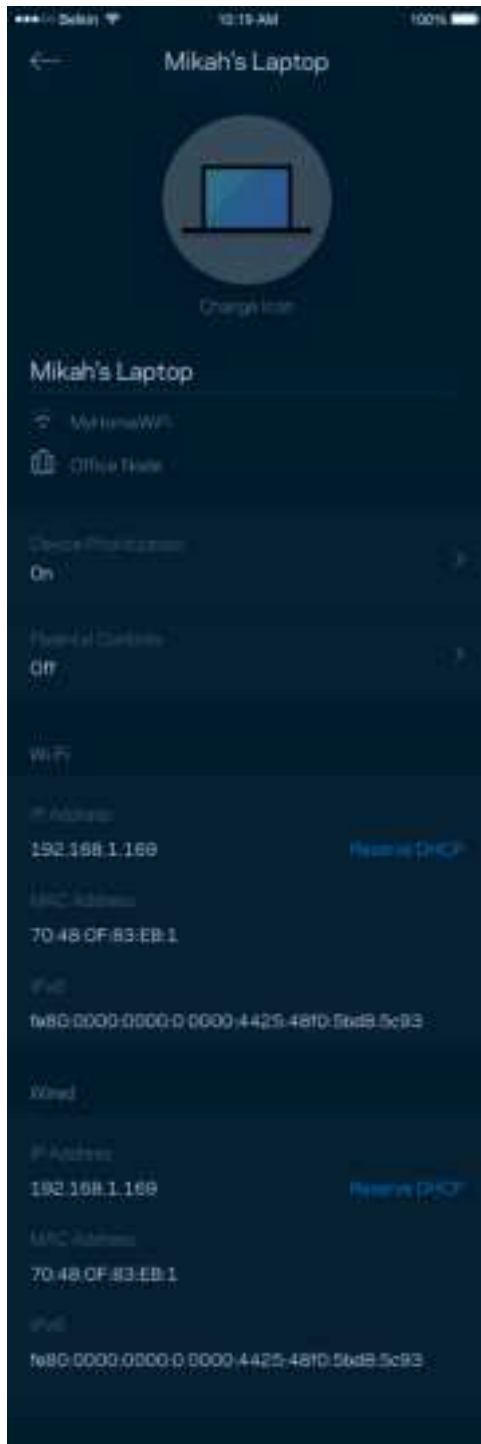 Belkin 10:19 AM 100%
Mikah's Laptop
Change Icon
Mikah's Laptop
MyHomeWiFi
Office Node
Device Prioritization
On
Parental Controls
Off
Wi-Fi
IP Address
192.168.1.169 Reserve DHCP
MAC Address
70:48:0F:83:EB:1
IPv6
fe80:0000:0000:0:0000:4425:48f0:5bd8:5c93
Wired
IP Address
192.168.1.169 Reserve DHCP
MAC Address
70:48:0F:83:EB:1
IPv6
fe80:0000:0000:0:0000:4425:48f0:5bd8:5c93